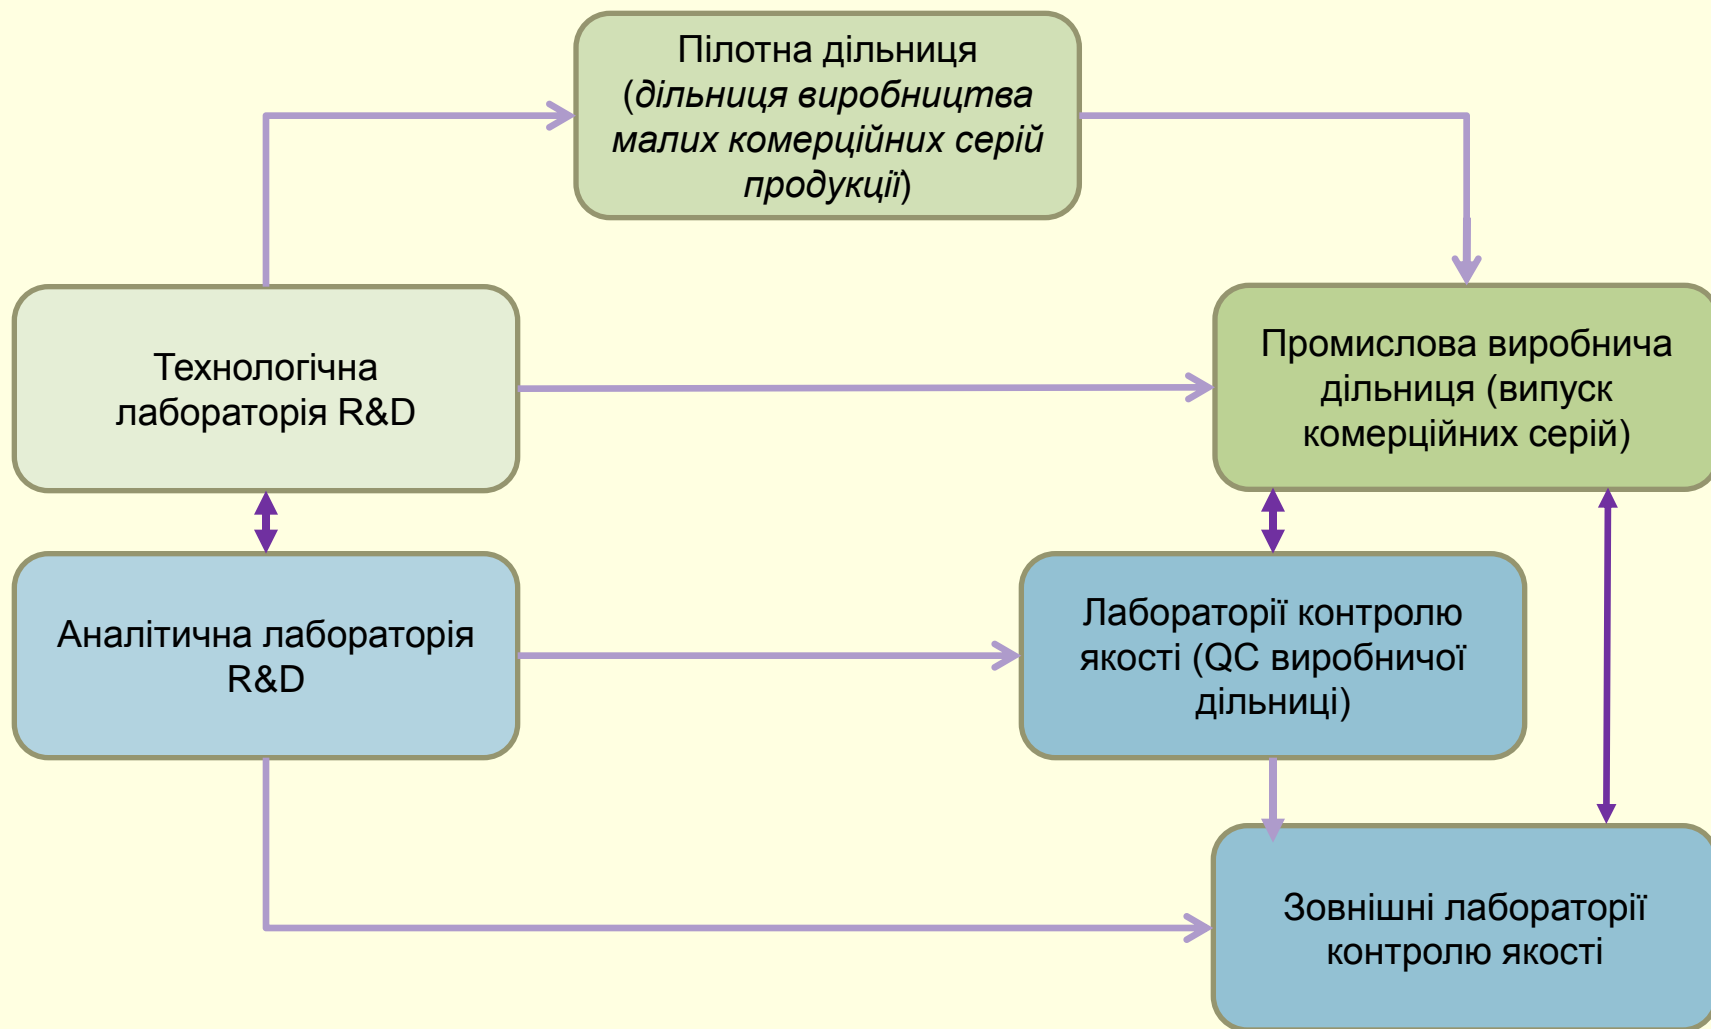 Пілотна дільниця
(дільниця виробництва
малих комерційних серій
продукції)
Технологічна
лабораторія R&D
Промислова виробнича
дільниця (випуск
комерційних серій)
Аналітична лабораторія
R&D
Лабораторії контролю
якості (QC виробничої
дільниці)
Зовнішні лабораторії
контролю якості